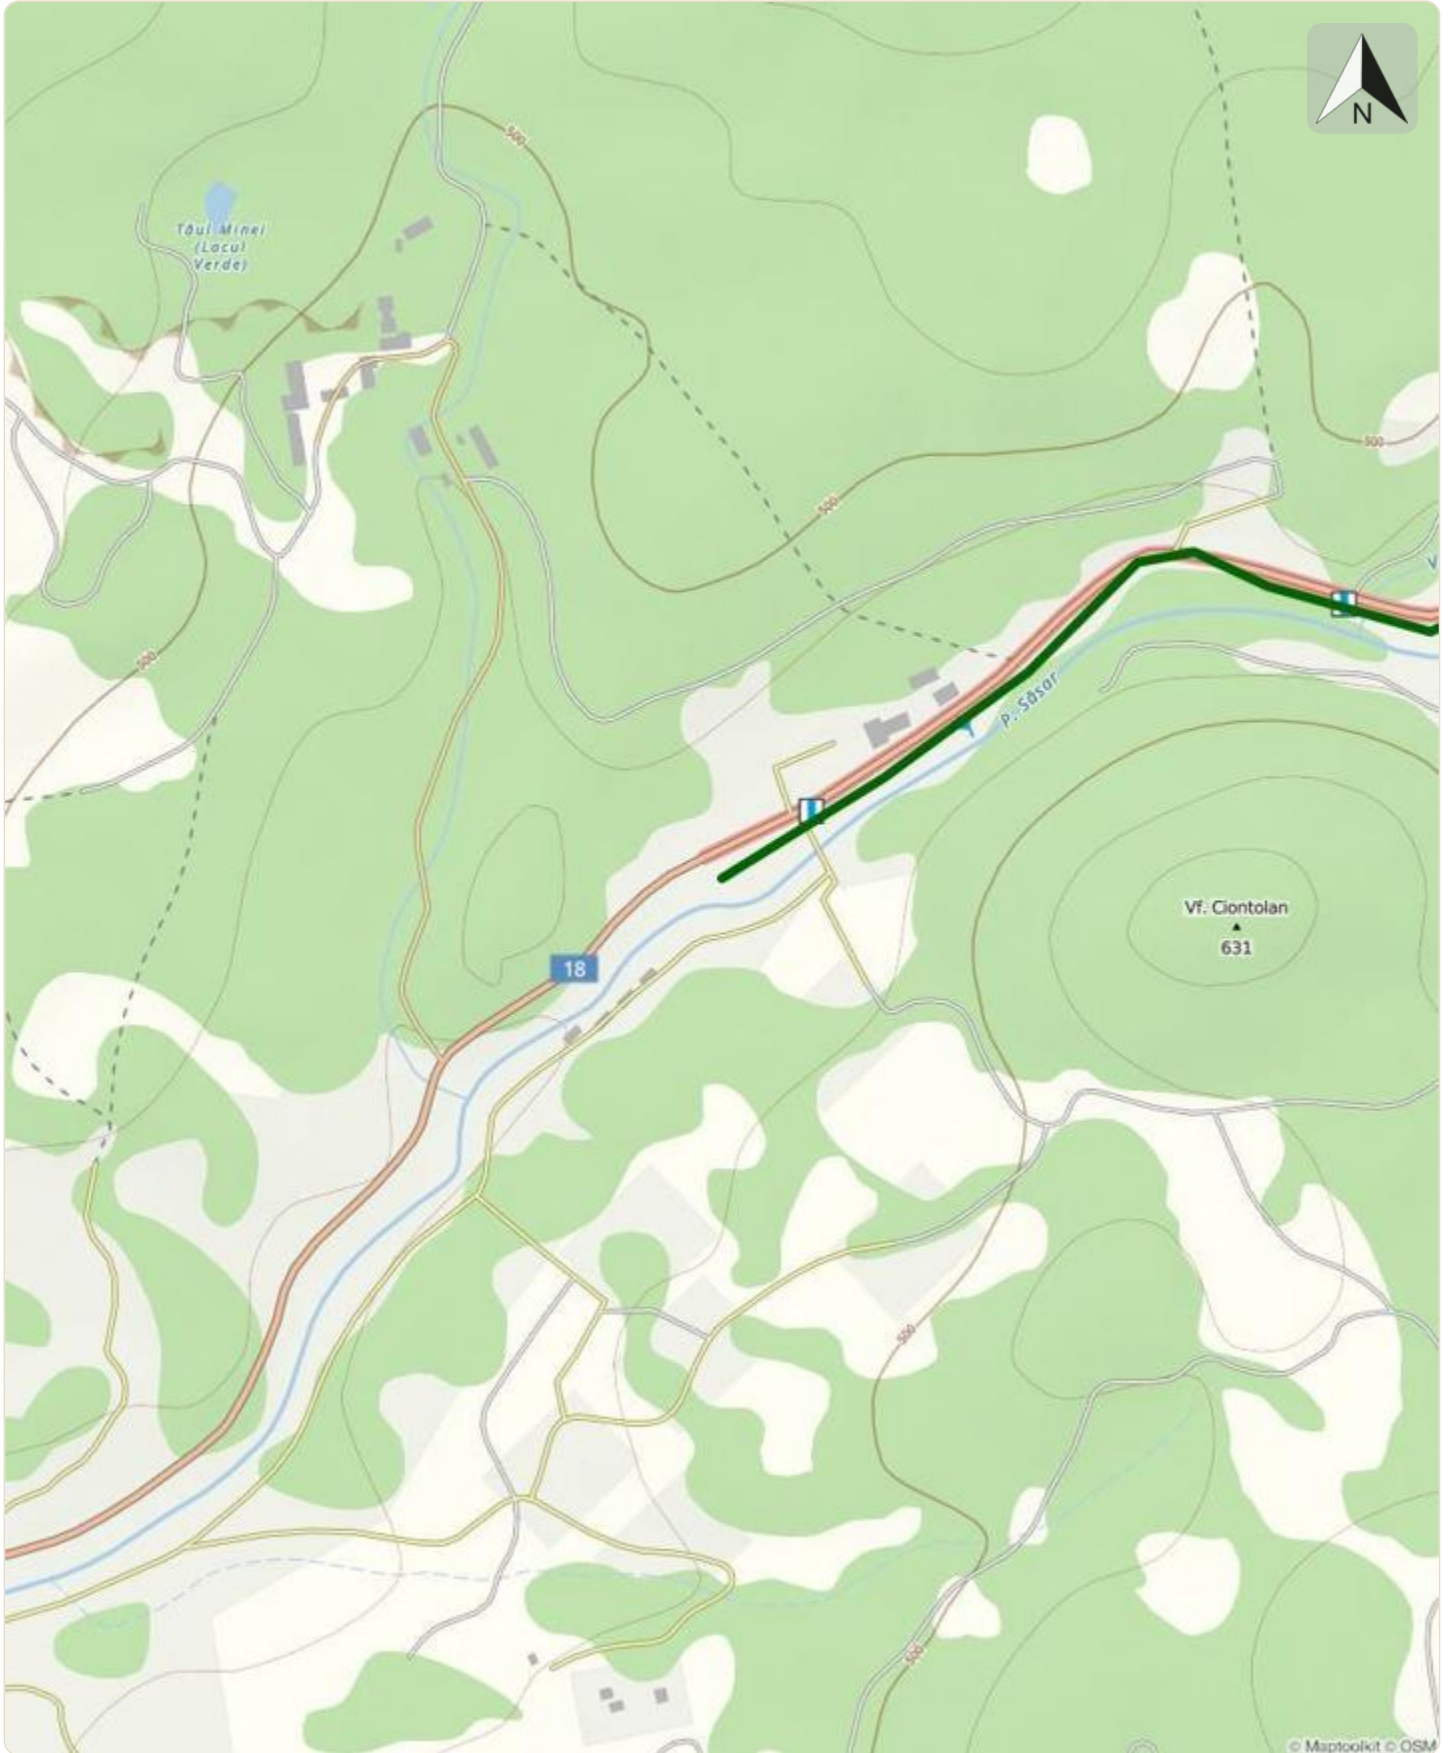 N
500
Tăul Minei
(Lacul
Verde)
500
500
500
P. Săsar
V
Vf. Ciontolan
631
18
500
500
© Maptoolkit © OSM